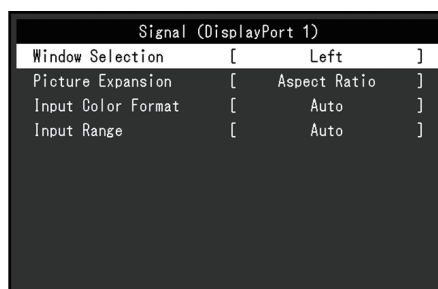 Signal (DisplayPort 1)
Window Selection [ Left ]
Picture Expansion [ Aspect Ratio ]
Input Color Format [ Auto ]
Input Range [ Auto ]